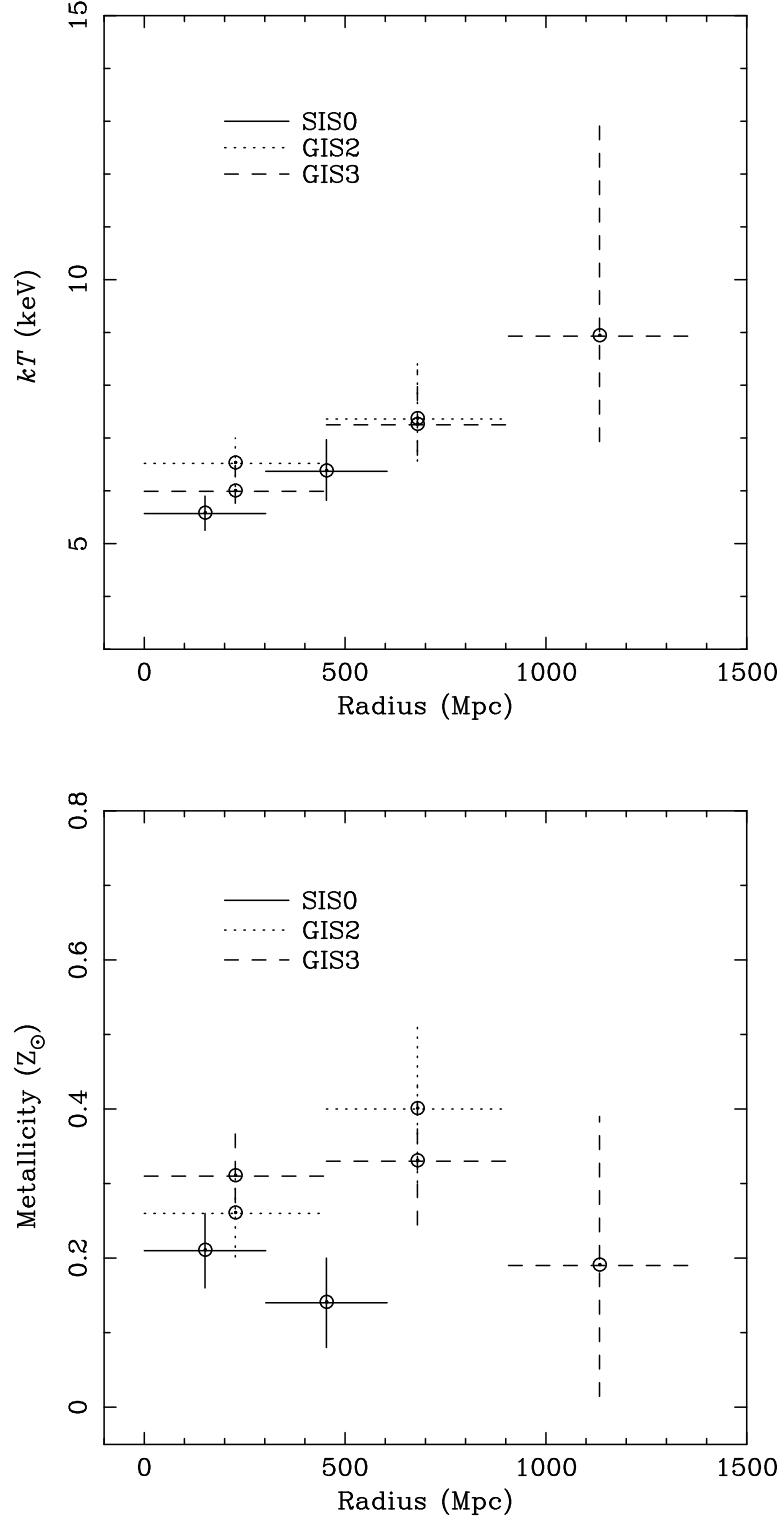 15
10
5
kT (keV)
SIS0
GIS2
GIS3
0 500 1000 1500
Radius (Mpc)
0.8
0.6
0.4
0.2
0
Metallicity (Z⊙)
SIS0
GIS2
GIS3
0 500 1000 1500
Radius (Mpc)